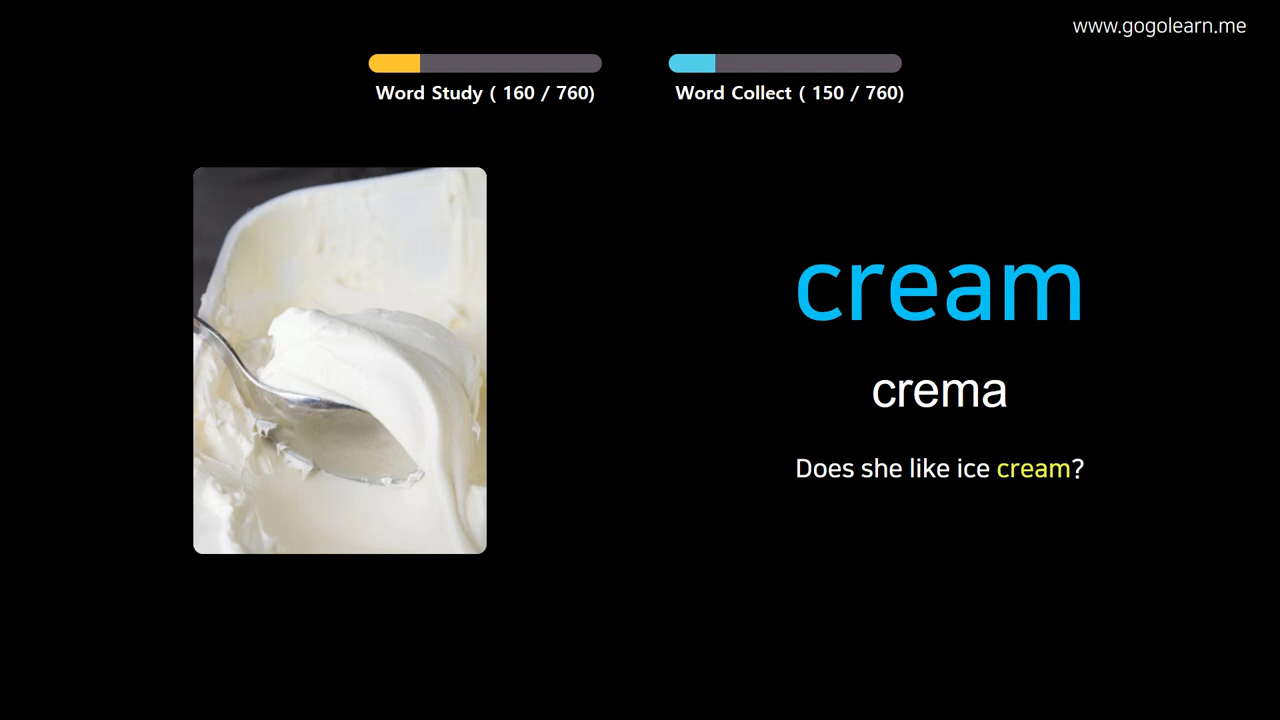 www.gogolearn.me
Word Study ( 160 / 760)
Word Collect ( 150 / 760)
cream
crema
Does she like ice cream?